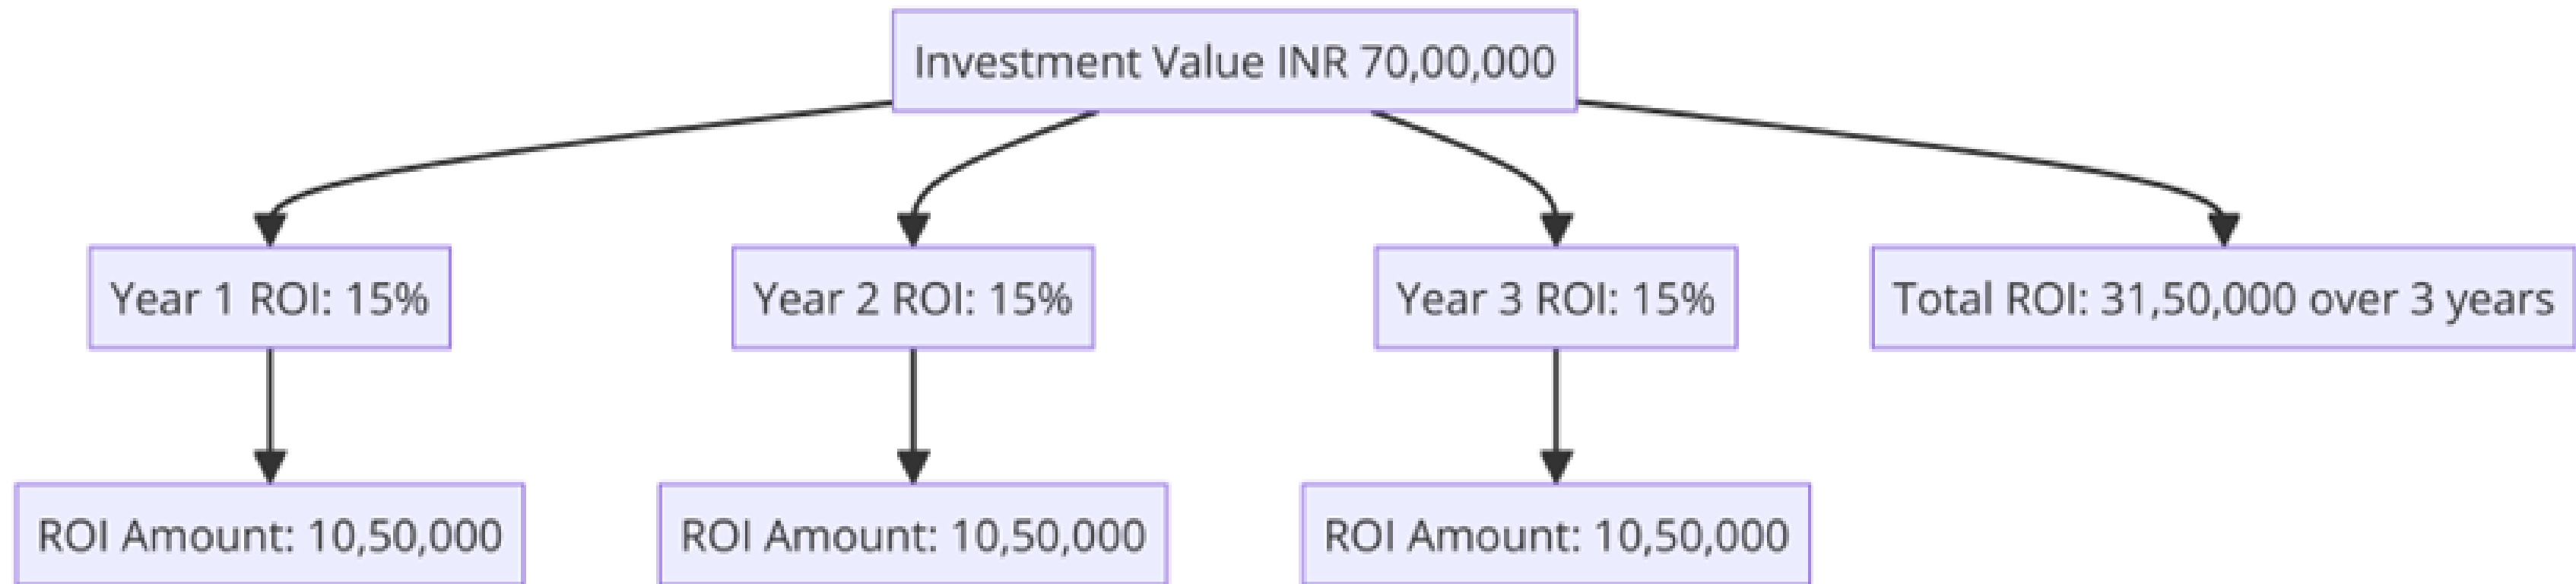 Investment Value INR 70,00,000
Year 1 ROI: 15%
Year 2 ROI: 15%
Year 3 ROI: 15%
Total ROI: 31,50,000 over 3 years
ROI Amount: 10,50,000
ROI Amount: 10,50,000
ROI Amount: 10,50,000